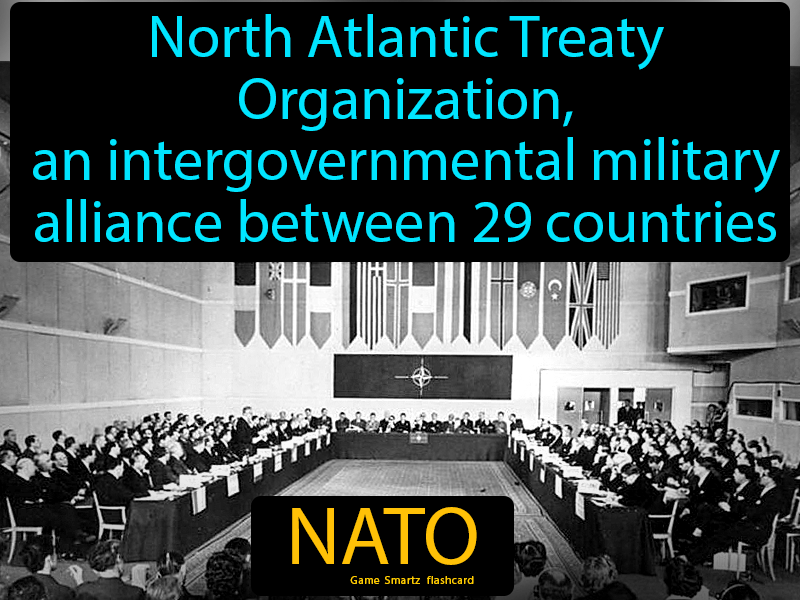 North Atlantic Treaty
Organization,
an intergovernmental military
alliance between 29 countries
NATO
Game Smartz flashcard